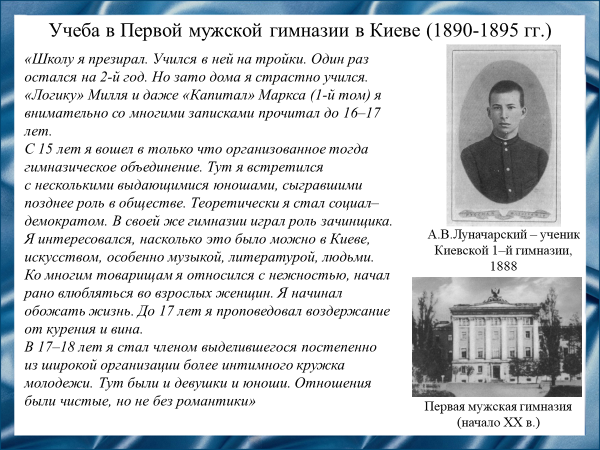 Учеба в Первой мужской гимназии в Киеве (1890-1895 гг.)
«Школу я презирал. Учился в ней на тройки. Один раз
остался на 2-й год. Но зато дома я страстно учился.
«Логику» Милля и даже «Капитал» Маркса (1-й том) я
внимательно со многими записками прочитал до 16–17
лет.
С 15 лет я вошел в только что организованное тогда
гимназическое объединение. Тут я встретился
с несколькими выдающимися юношами, сыгравшими
позднее роль в обществе. Теоретически я стал социал–
демократом. В своей же гимназии играл роль зачинщика.
Я интересовался, насколько это было можно в Киеве,
искусством, особенно музыкой, литературой, людьми.
Ко многим товарищам я относился с нежностью, начал
рано влюбляться во взрослых женщин. Я начинал
обожать жизнь. До 17 лет я проповедовал воздержание
от курения и вина.
В 17–18 лет я стал членом выделившегося постепенно
из широкой организации более интимного кружка
молодежи. Тут были и девушки и юноши. Отношения
были чистые, но не без романтики»
А.В.Луначарский – ученик
Киевской 1–й гимназии,
1888
Первая мужская гимназия
(начало XX в.)